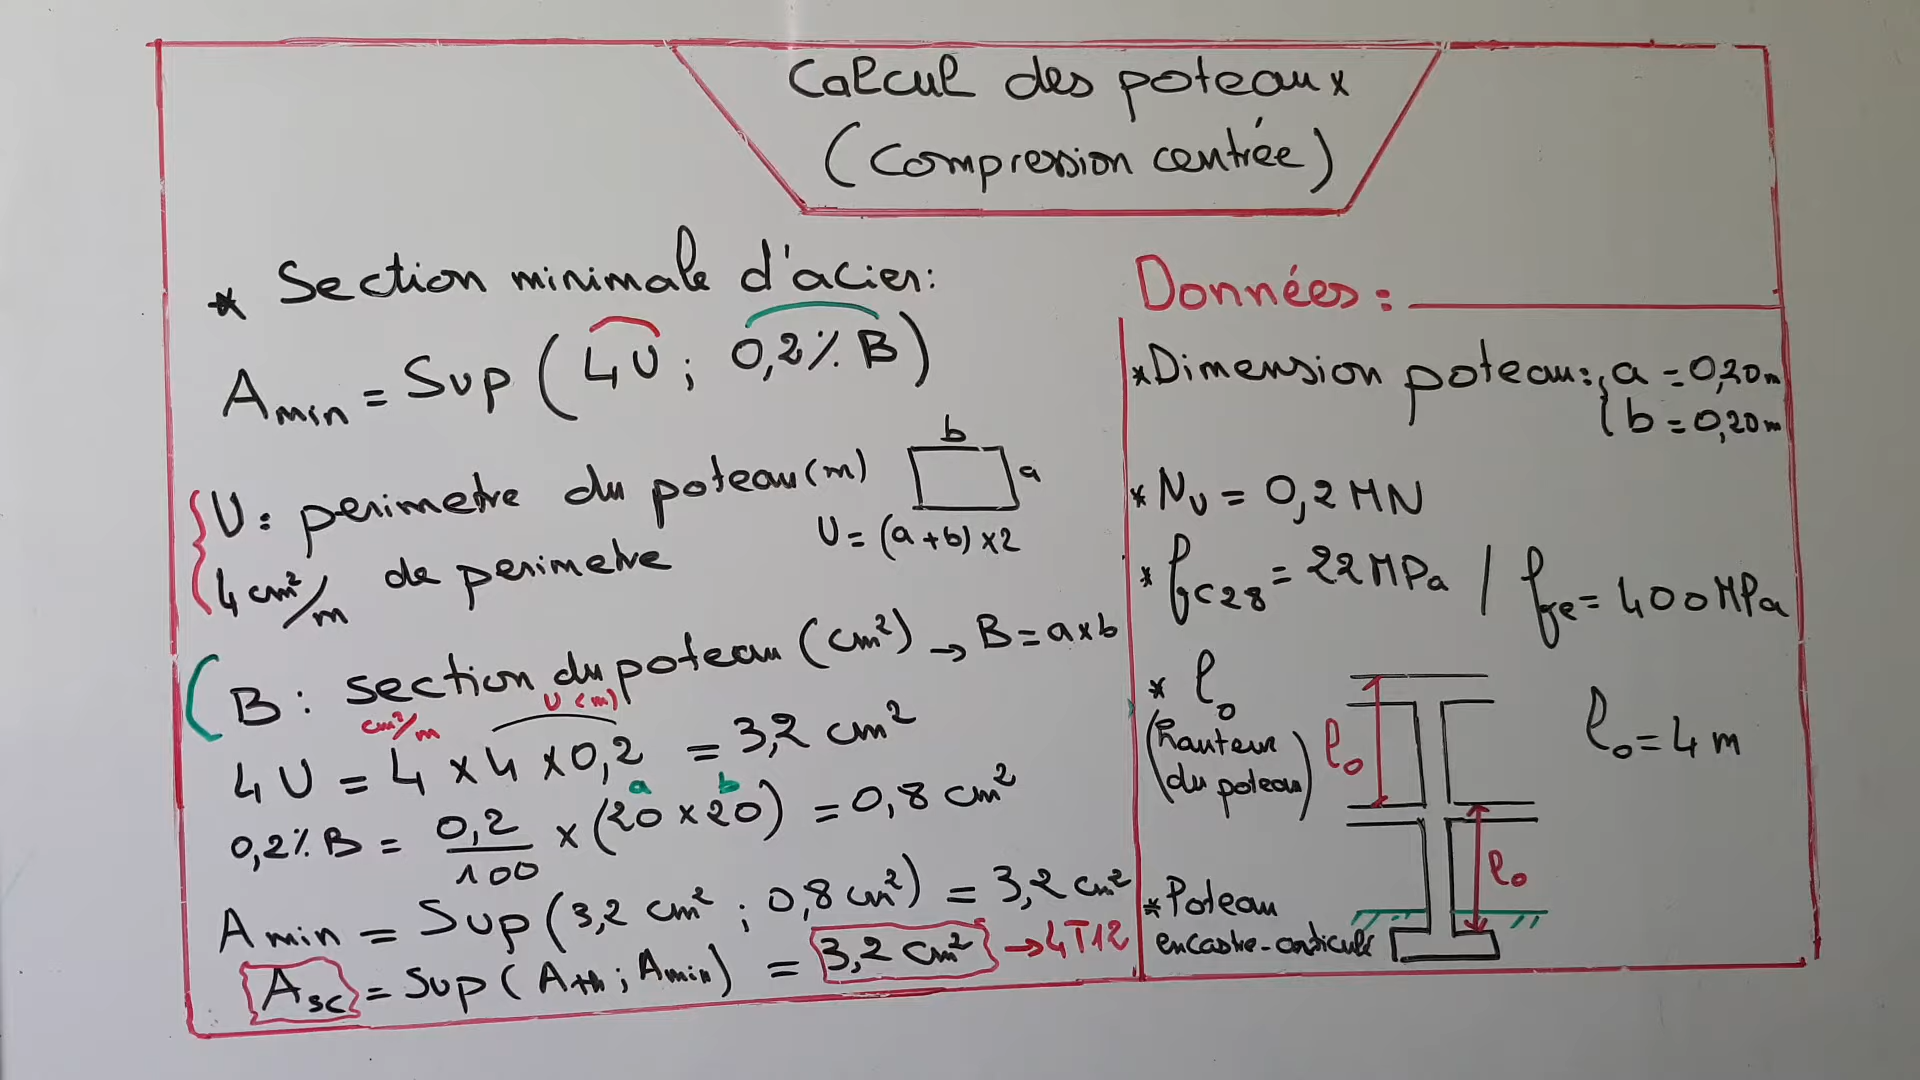 Calcul des poteaux
(Compression centrée)
* Section minimale d'acier:
Amin = Sup (4U; 0,2% B)
b
a
U: perimetre du poteau (m)
U = (a+b) x2
4 cm²/m de perimetre
B: section du poteau (cm²) → B = a x b
cm²/m U (m)
4U = 4 x 4 x 0,2 = 3,2 cm²
a b
0,2% B = 0,2/100 x (20 x 20) = 0,8 cm²
Amin = Sup (3,2 cm² ; 0,8 cm²) = 3,2 cm²
Asc = Sup (Ath ; Amin) = 3,2 cm² → 4T12
Données:
* Dimension poteau: { a = 0,20m
{ b = 0,20m
* Nu = 0,2 MN
* fc28 = 22 MPa / fe = 400 MPa
* l0
(hauteur
du poteau)
l0
l0 = 4 m
l0
* Poteau
encastre-articulé